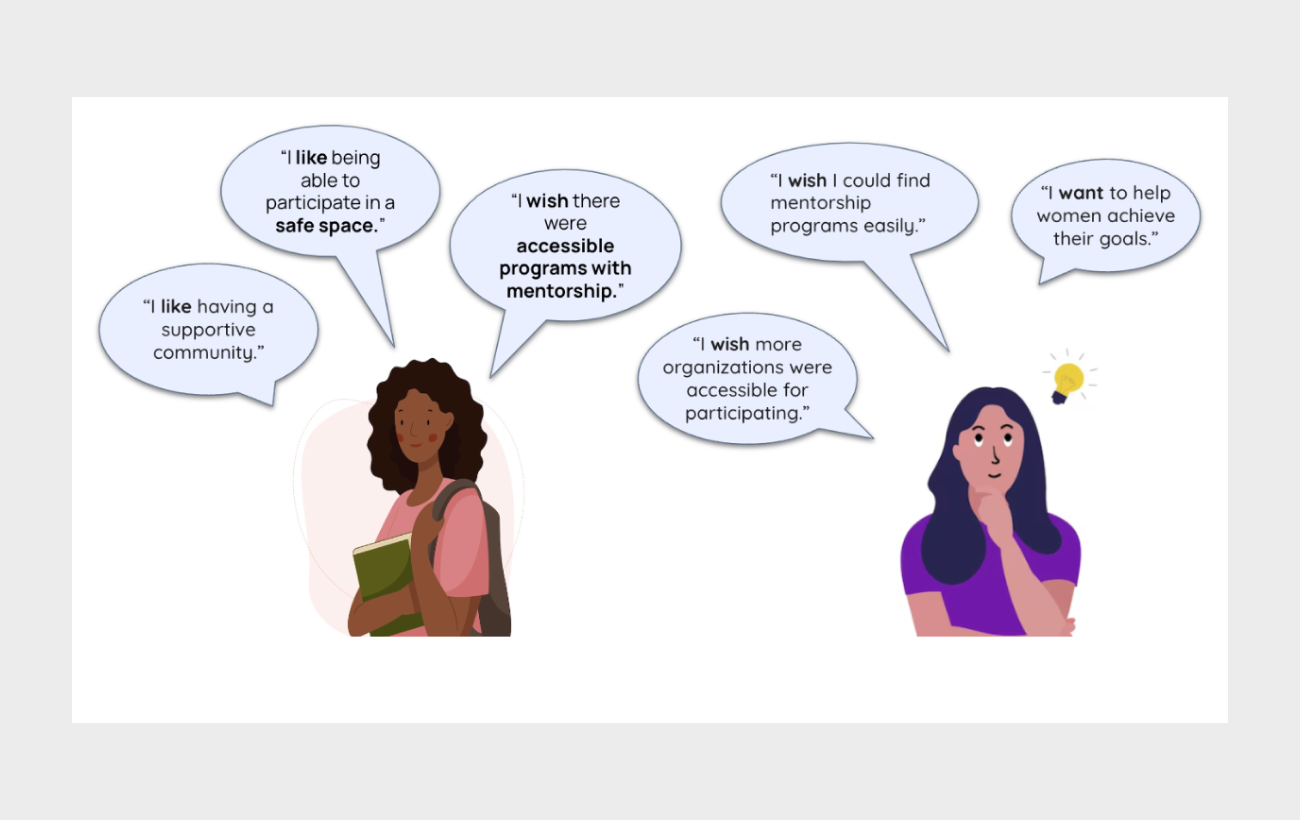 “I like being
able to
participate in a
safe space.”
“I wish there
were
accessible
programs with
mentorship.”
“I like having a
supportive
community.”
“I wish I could find
mentorship
programs easily.”
“I want to help
women achieve
their goals.”
“I wish more
organizations were
accessible for
participating.”